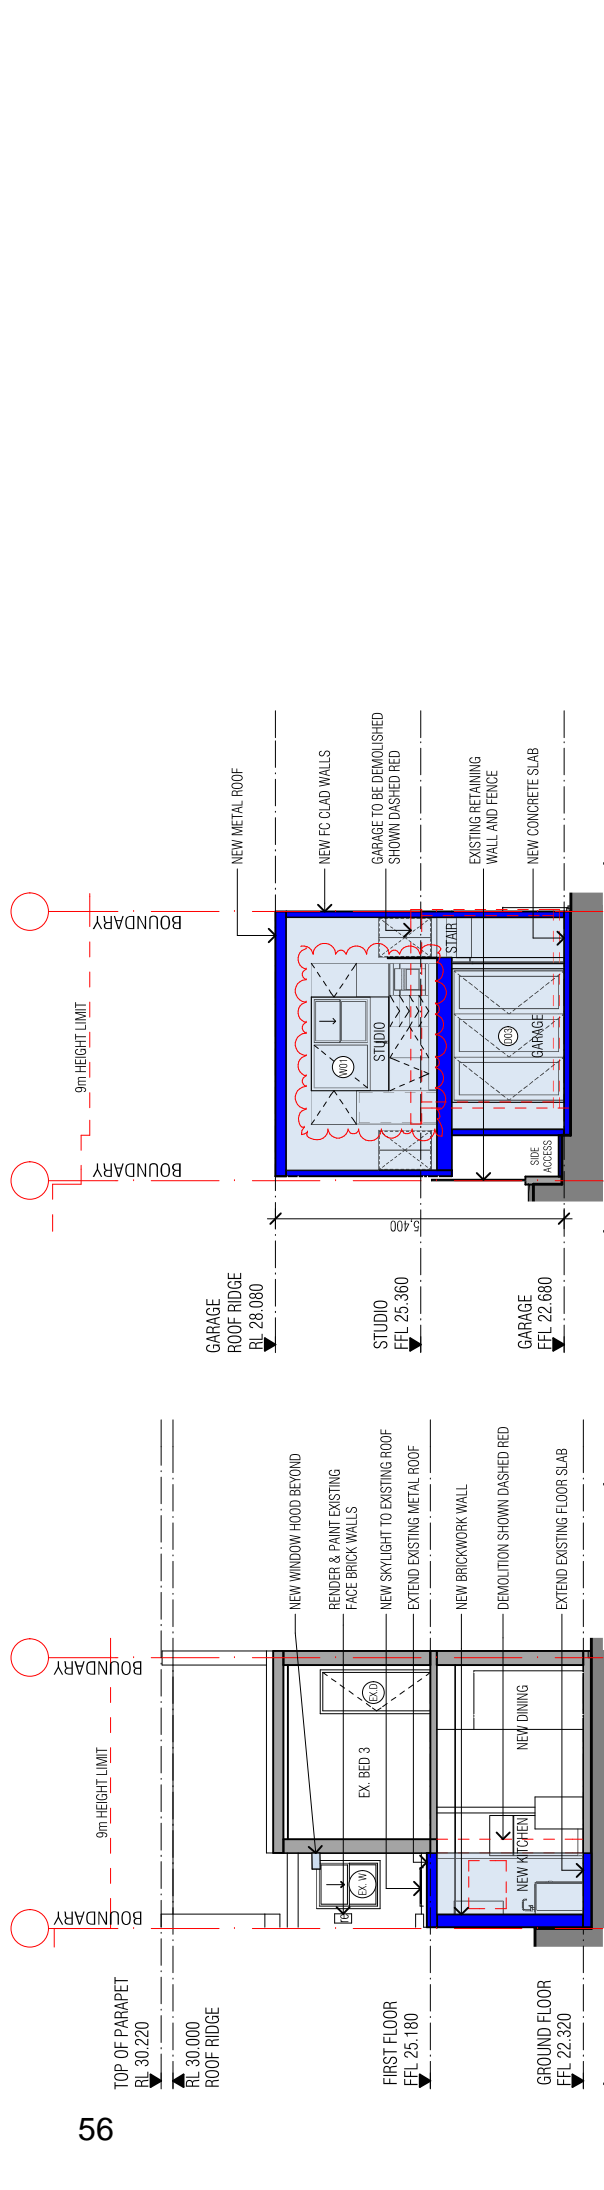 BOUNDARY
BOUNDARY
9m HEIGHT LIMIT
NEW METAL ROOF
NEW FC CLAD WALLS
GARAGE TO BE DEMOLISHED
SHOWN DASHED RED
EXISTING RETAINING
WALL AND FENCE
NEW CONCRETE SLAB
STUDIO
W01
STAIR
GARAGE
D03
SIDE
ACCESS
5,400
GARAGE
ROOF RIDGE
RL 28.080
STUDIO
FFL 25.360
GARAGE
FFL 22.680
BOUNDARY
BOUNDARY
9m HEIGHT LIMIT
NEW WINDOW HOOD BEYOND
RENDER & PAINT EXISTING
FACE BRICK WALLS
NEW SKYLIGHT TO EXISTING ROOF
EXTEND EXISTING METAL ROOF
NEW BRICKWORK WALL
DEMOLITION SHOWN DASHED RED
EXTEND EXISTING FLOOR SLAB
EX. BED 3
EX.D
EX. W
re
NEW DINING
NEW KITCHEN
TOP OF PARAPET
RL 30.220
RL 30.000
ROOF RIDGE
FIRST FLOOR
FFL 25.180
GROUND FLOOR
FFL 22.320
56